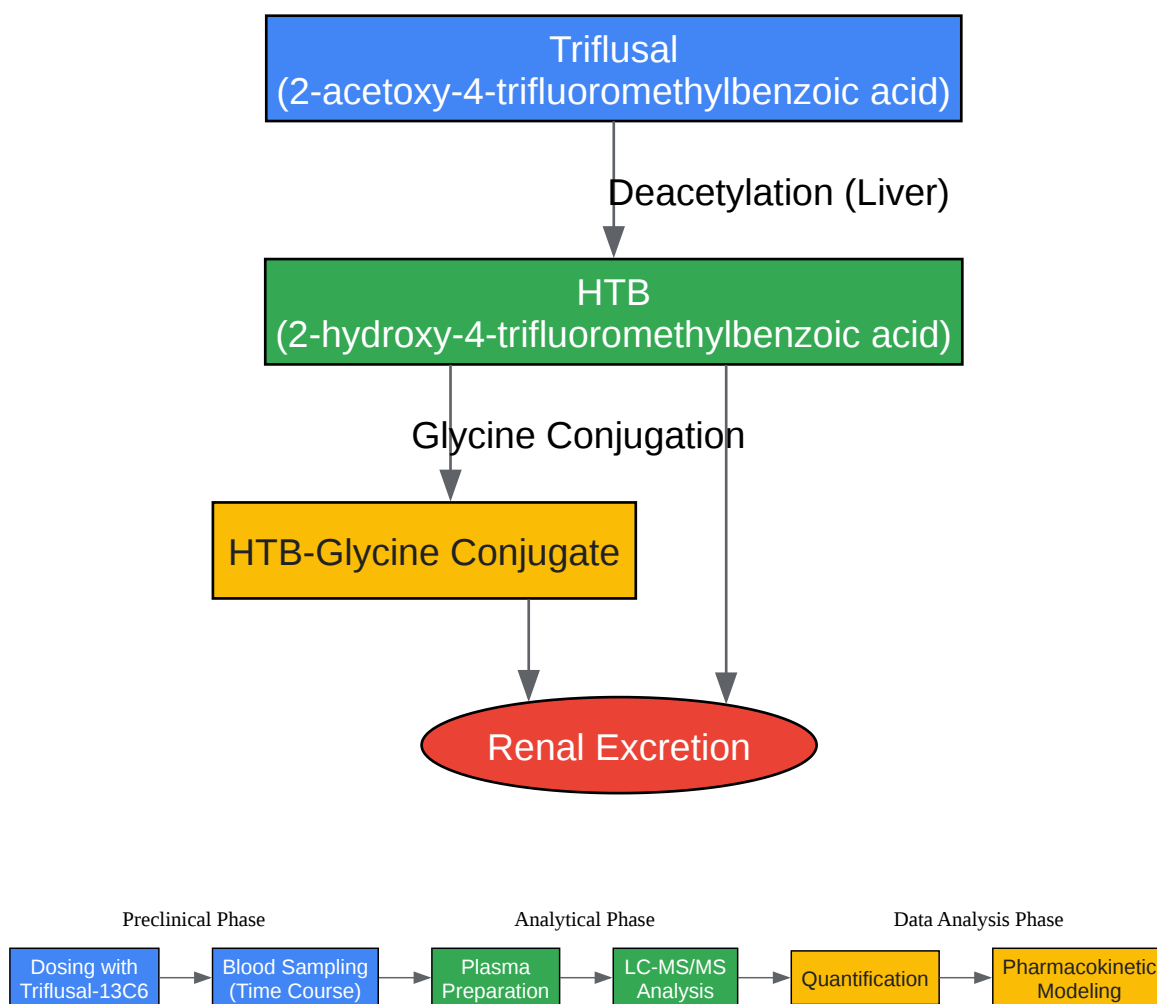 Triflusal
(2-acetoxy-4-trifluoromethylbenzoic acid)
Deacetylation (Liver)
HTB
(2-hydroxy-4-trifluoromethylbenzoic acid)
Glycine Conjugation
HTB-Glycine Conjugate
Renal Excretion
Preclinical Phase
Analytical Phase
Data Analysis Phase
Dosing with
Triflusal-13C6
Blood Sampling
(Time Course)
Plasma
Preparation
LC-MS/MS
Analysis
Quantification
Pharmacokinetic
Modeling